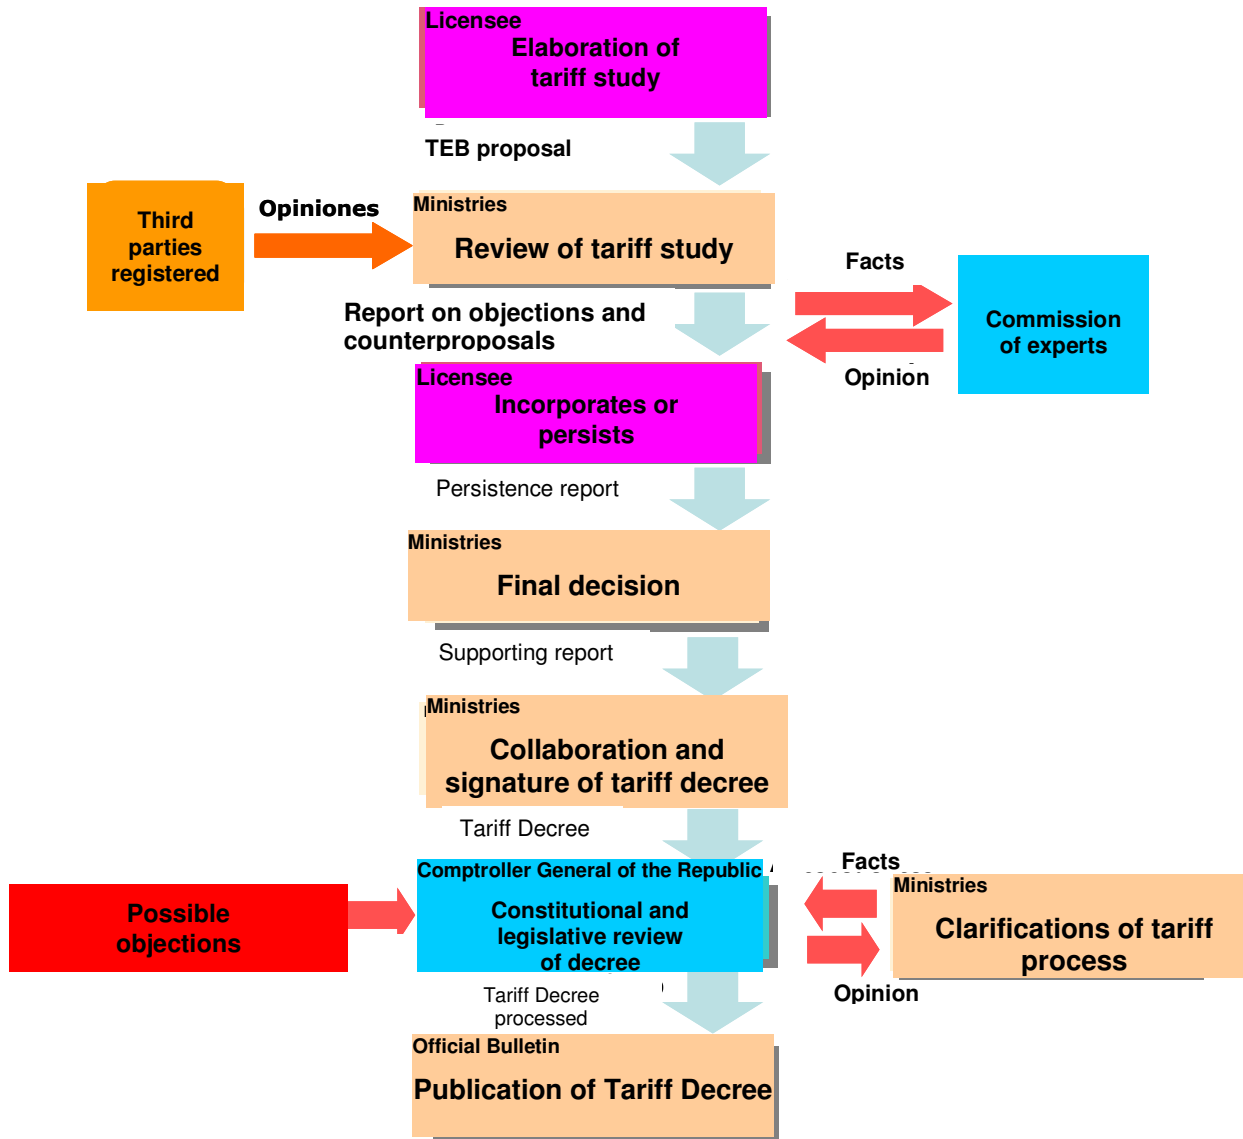 Licensee
Elaboration of
tariff study
TEB proposal
Third
parties
registered
Opiniones
Ministries
Review of tariff study
Facts
Commission
of experts
Opinion
Report on objections and
counterproposals
Licensee
Incorporates or
persists
Persistence report
Ministries
Final decision
Supporting report
Ministries
Collaboration and
signature of tariff decree
Tariff Decree
Possible
objections
Comptroller General of the Republic
Constitutional and
legislative review
of decree
Facts
Ministries
Clarifications of tariff
process
Opinion
Tariff Decree
processed
Official Bulletin
Publication of Tariff Decree